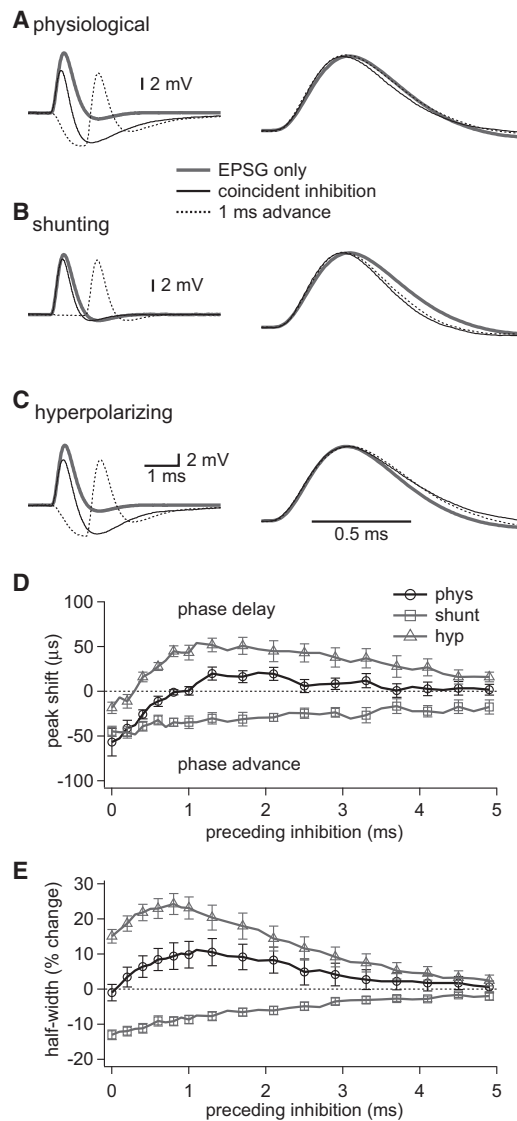 A physiological
2 mV
EPSG only
coincident inhibition
1 ms advance
B shunting
2 mV
C hyperpolarizing
2 mV
1 ms
0.5 ms
D
100
50
0
-50
-100
peak shift (µs)
phase delay
phase advance
phys
shunt
hyp
0 1 2 3 4 5
preceding inhibition (ms)
E
30
20
10
0
-10
-20
half-width (% change)
0 1 2 3 4 5
preceding inhibition (ms)